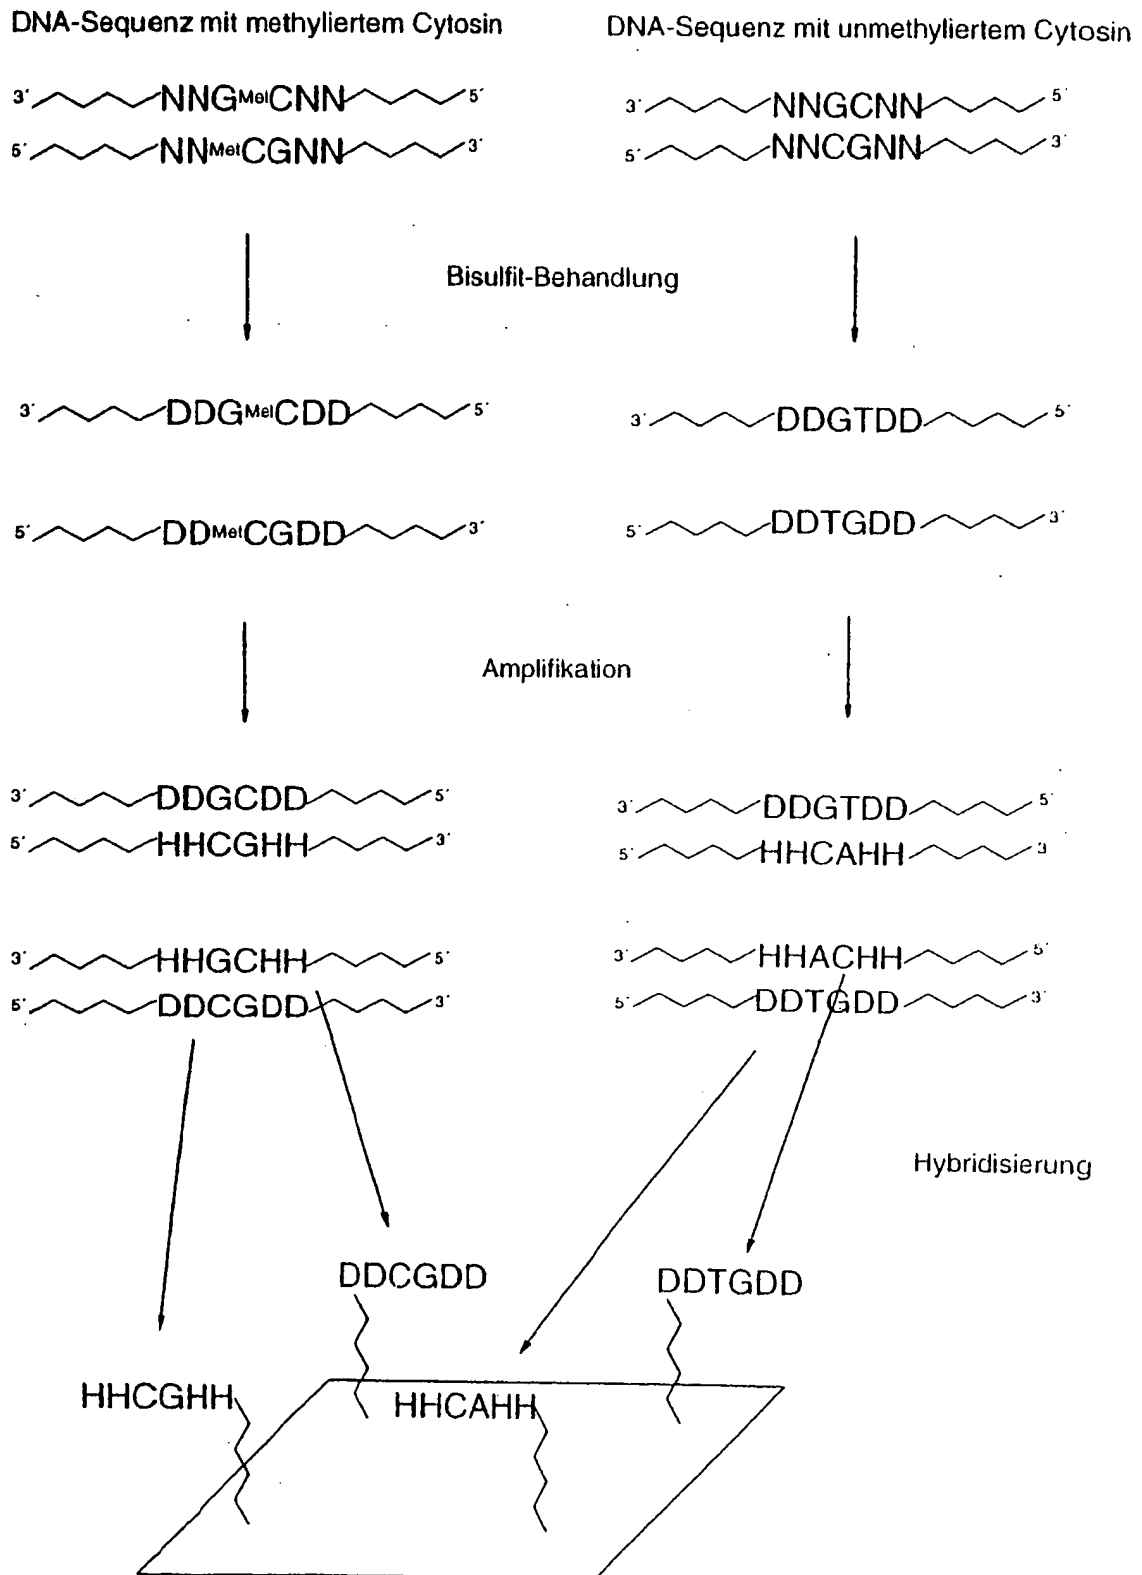 DNA-Sequenz mit methyliertem Cytosin
DNA-Sequenz mit unmethyliertem Cytosin
3´ NNGMetCNN 5´
3´ NNGCNN 5´
5´ NNMetCGNN 3´
5´ NNCGNN 3´
Bisulfit-Behandlung
3´ DDGMetCDD 5´
3´ DDGTDD 5´
5´ DDMetCGDD 3´
5´ DDTGDD 3´
Amplifikation
3´ DDGCDD 5´
3´ DDGTDD 5´
5´ HHCGHH 3´
5´ HHCAHH 3
3´ HHGCHH 5´
3´ HHACHH 5´
5´ DDCGDD 3´
5´ DDTGDD 3´
Hybridisierung
DDCGDD
DDTGDD
HHCGHH
HHCAHH